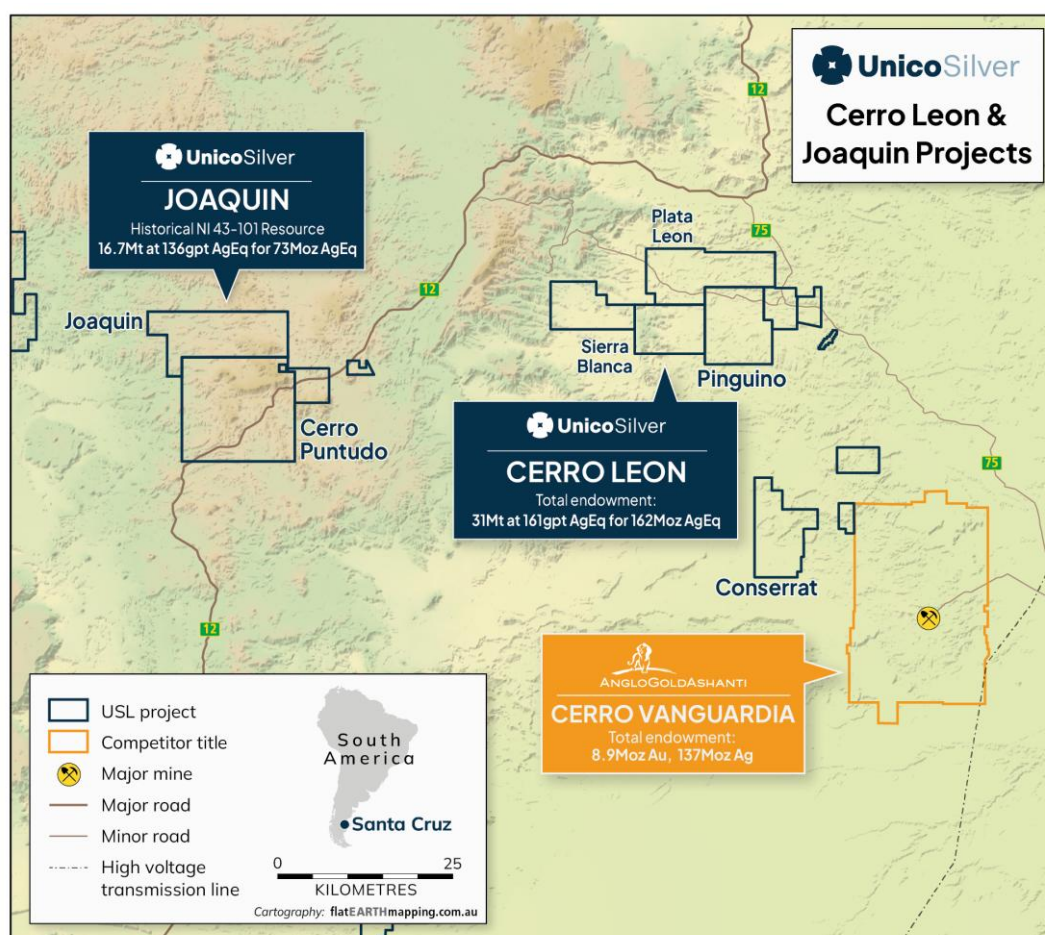 UnicoSilver
Cerro Leon &
Joaquin Projects
12
UnicoSilver
JOAQUIN
Historical NI 43-101 Resource
16.7Mt at 136gpt AgEq for 73Moz AgEq
Plata
Leon
75
12
Joaquin
Sierra
Blanca
Pinguino
Cerro
Puntudo
UnicoSilver
CERRO LEON
Total endowment:
31Mt at 161gpt AgEq for 162Moz AgEq
75
Conserrat
12
ANGLOGOLDASHANTI
CERRO VANGUARDIA
Total endowment:
8.9Moz Au, 137Moz Ag
USL project
Competitor title
Major mine
Major road
Minor road
High voltage
transmission line
South
America
Santa Cruz
0 25
KILOMETRES
Cartography: flatEARTHmapping.com.au